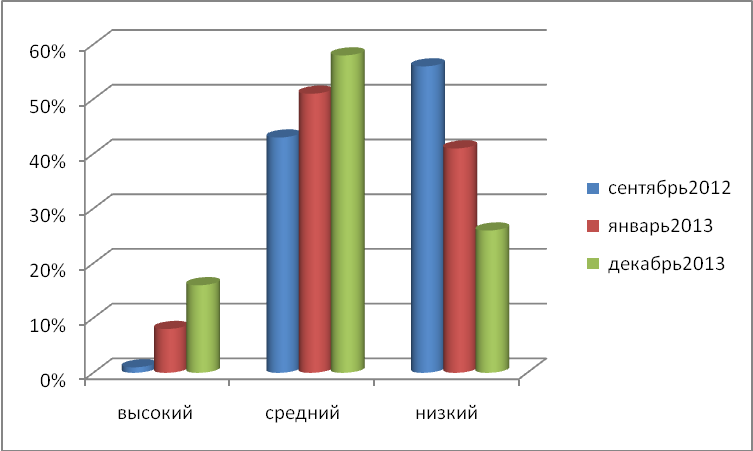 60%
50%
40%
30%
20%
10%
0%
высокий
средний
низкий
сентябрь2012
январь2013
декабрь2013